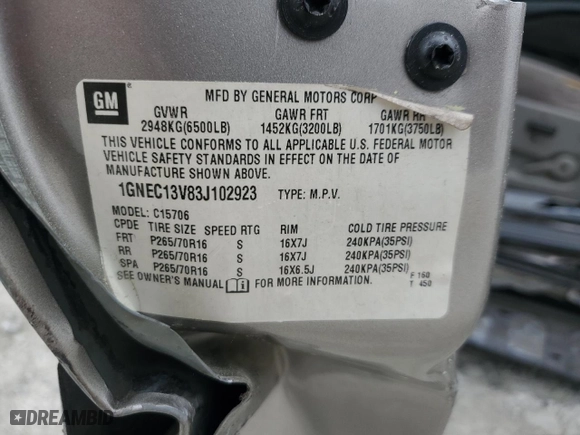 GM
MFD BY GENERAL MOTORS CORP
GVWR GAWR FRT GAWR RR
2948KG(6500LB) 1452KG(3200LB) 1701KG(3750LB)
THIS VEHICLE CONFORMS TO ALL APPLICABLE U.S. FEDERAL MOTOR
VEHICLE SAFETY STANDARDS IN EFFECT ON THE DATE OF
MANUFACTURE SHOWN ABOVE.
1GNEC13V83J102923 TYPE: M.P.V.
MODEL: C15706
CPDE TIRE SIZE SPEED RTG RIM COLD TIRE PRESSURE
FRT P265/70R16 S 16X7J 240KPA(35PSI)
RR P265/70R16 S 16X7J 240KPA(35PSI)
SPA P265/70R16 S 16X6.5J 240KPA(35PSI)
SEE OWNER'S MANUAL i FOR MORE INFORMATION.
F 160
T 450
DREAMBID